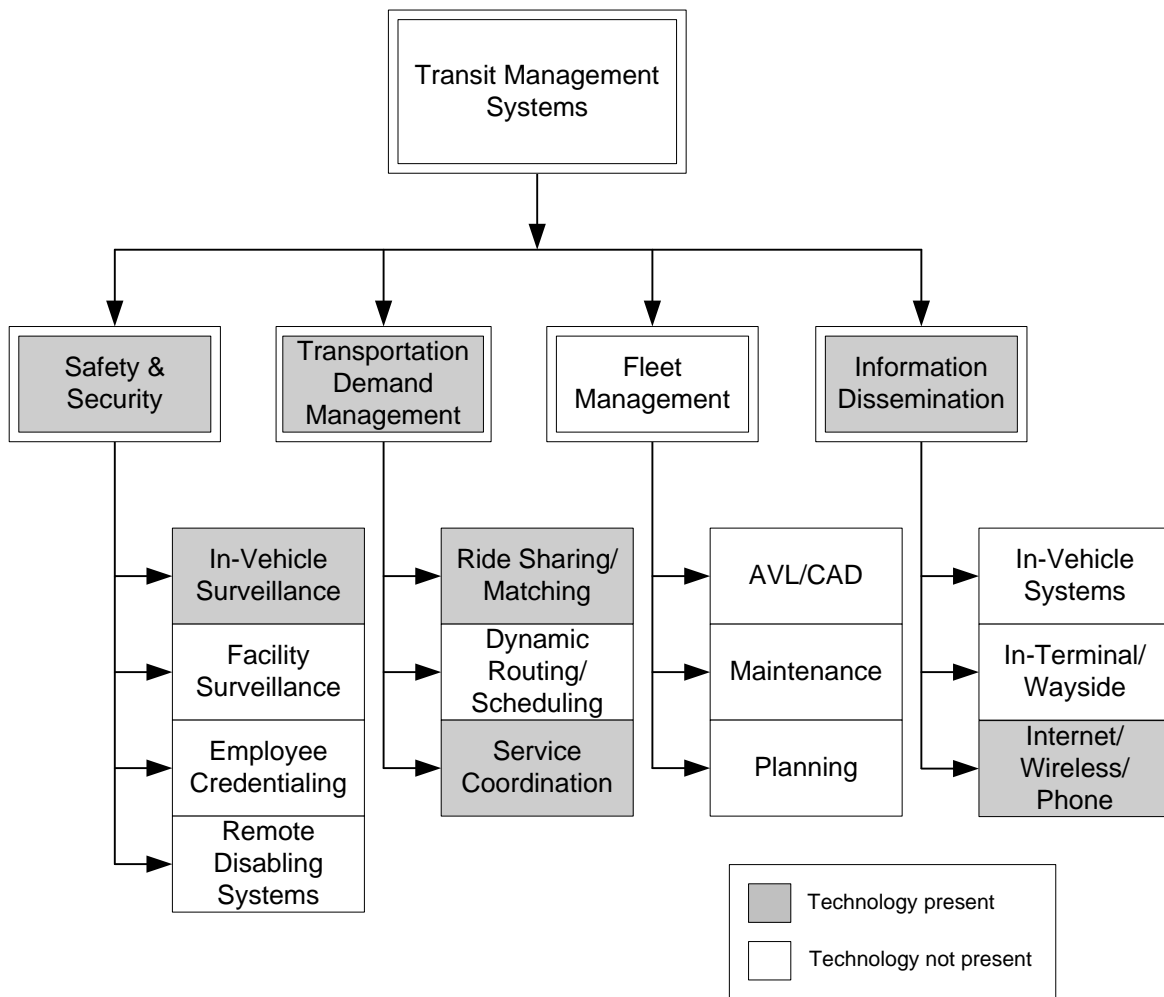 Transit Management
Systems
Safety &
Security
Transportation
Demand
Management
Fleet
Management
Information
Dissemination
In-Vehicle
Surveillance
Facility
Surveillance
Employee
Credentialing
Remote
Disabling
Systems
Ride Sharing/
Matching
Dynamic
Routing/
Scheduling
Service
Coordination
AVL/CAD
Maintenance
Planning
In-Vehicle
Systems
In-Terminal/
Wayside
Internet/
Wireless/
Phone
Technology present
Technology not present